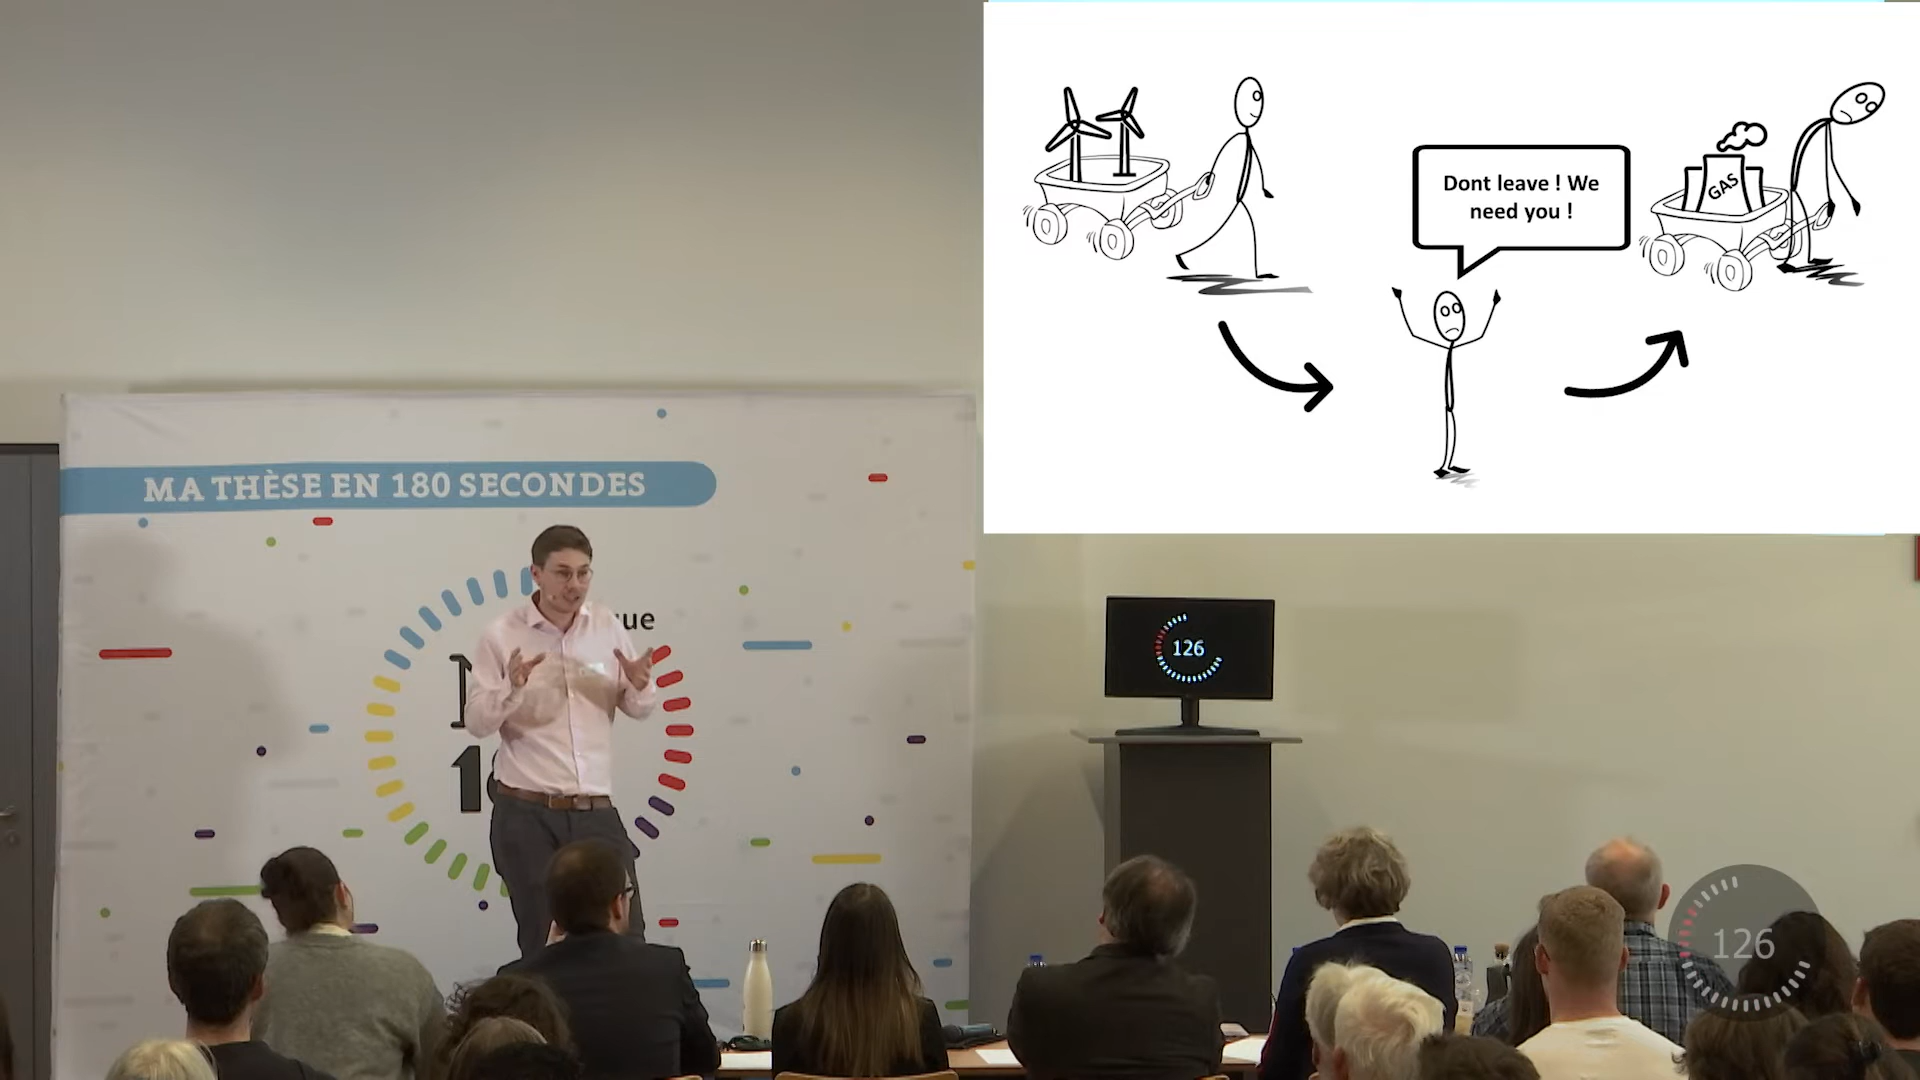 Dont leave ! We
need you !
GAS
MA THÈSE EN 180 SECONDES
126
126